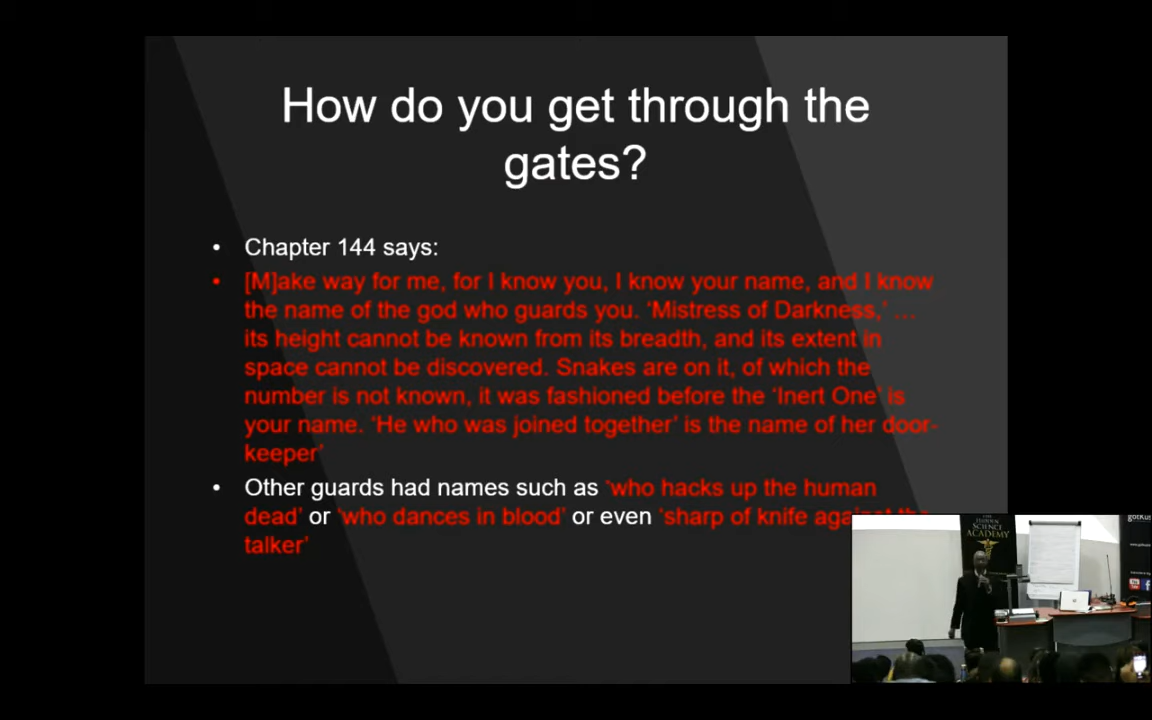 How do you get through the
gates?
• Chapter 144 says:
• [M]ake way for me, for I know you, I know your name, and I know
the name of the god who guards you. ‘Mistress of Darkness,’ …
its height cannot be known from its breadth, and its extent in
space cannot be discovered. Snakes are on it, of which the
number is not known, it was fashioned before the ‘Inert One’ is
your name. ‘He who was joined together’ is the name of her door-
keeper’
• Other guards had names such as ‘who hacks up the human
dead’ or ‘who dances in blood’ or even ‘sharp of knife against the
talker’
SCIENCE
ACADEMY